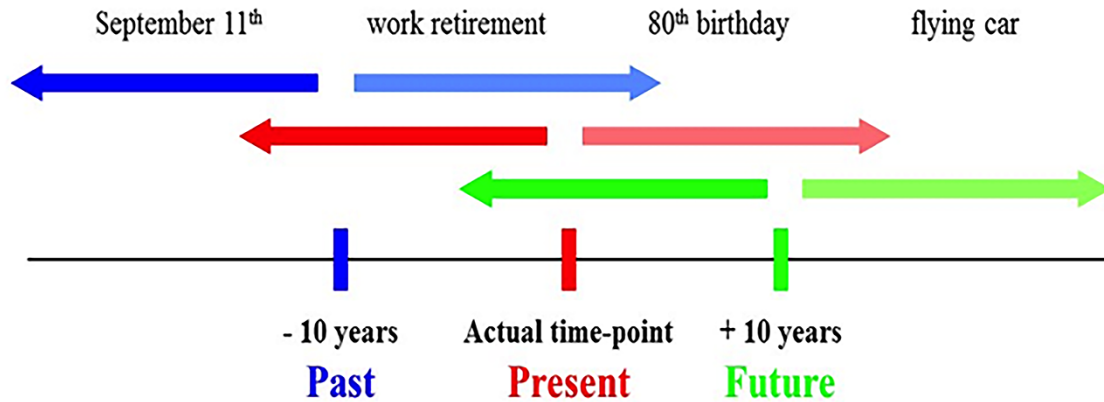 September 11th work retirement 80th birthday flying car
- 10 years Actual time-point + 10 years
Past Present Future